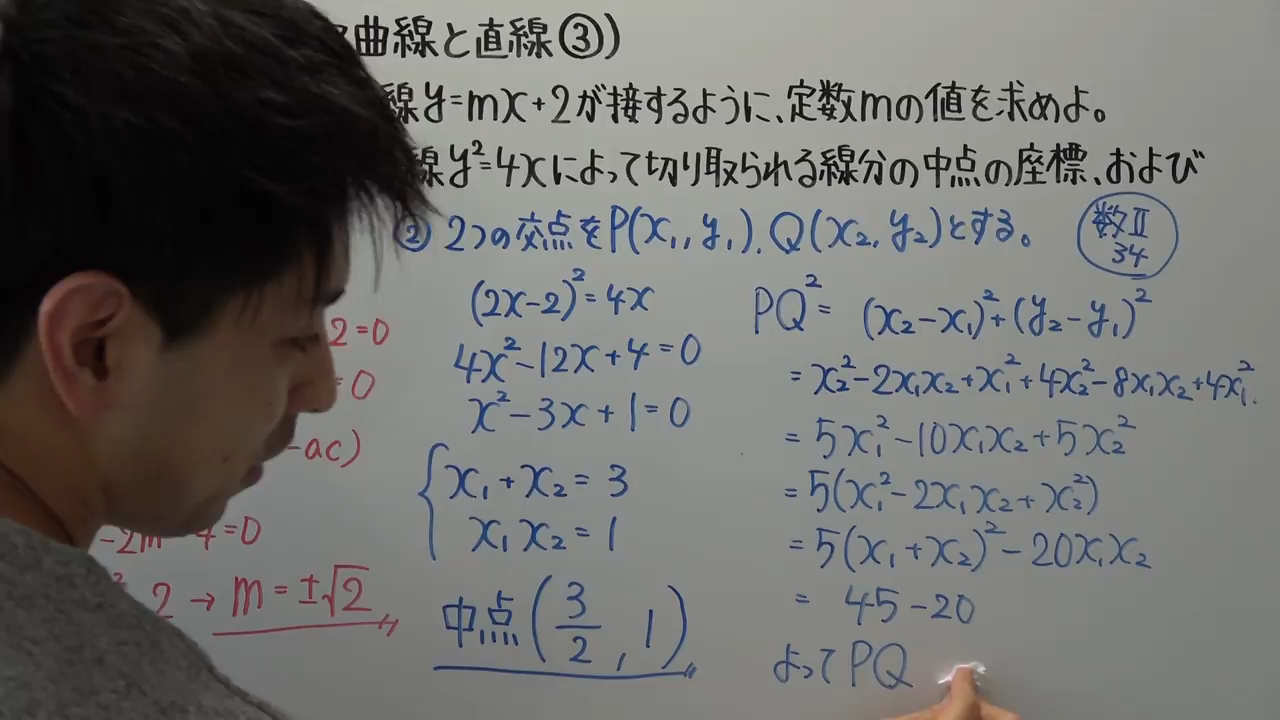 曲線と直線③)
線y=mx+2が接するように、定数mの値を求めよ。
線y²=4xによって切り取られる線分の中点の座標、および
2=0
=0
-ac)
-2m²-4=0
2→m=±√2
② 2つの交点をP(x₁, y₁). Q(x₂, y₂)とする。
(2x-2)²=4x
4x²-12x+4=0
x²-3x+1=0
x₁+x₂=3
x₁x₂=1
中点(3/2, 1)
数Ⅱ
34
PQ²=(x₂-x₁)²+(y₂-y₁)²
=x₂²-2x₁x₂+x₁²+4x₂²-8x₁x₂+4x₁².
=5x₁²-10x₁x₂+5x₂²
=5(x₁²-2x₁x₂+x₂²)
=5(x₁+x₂)²-20x₁x₂
=45-20
よってPQ